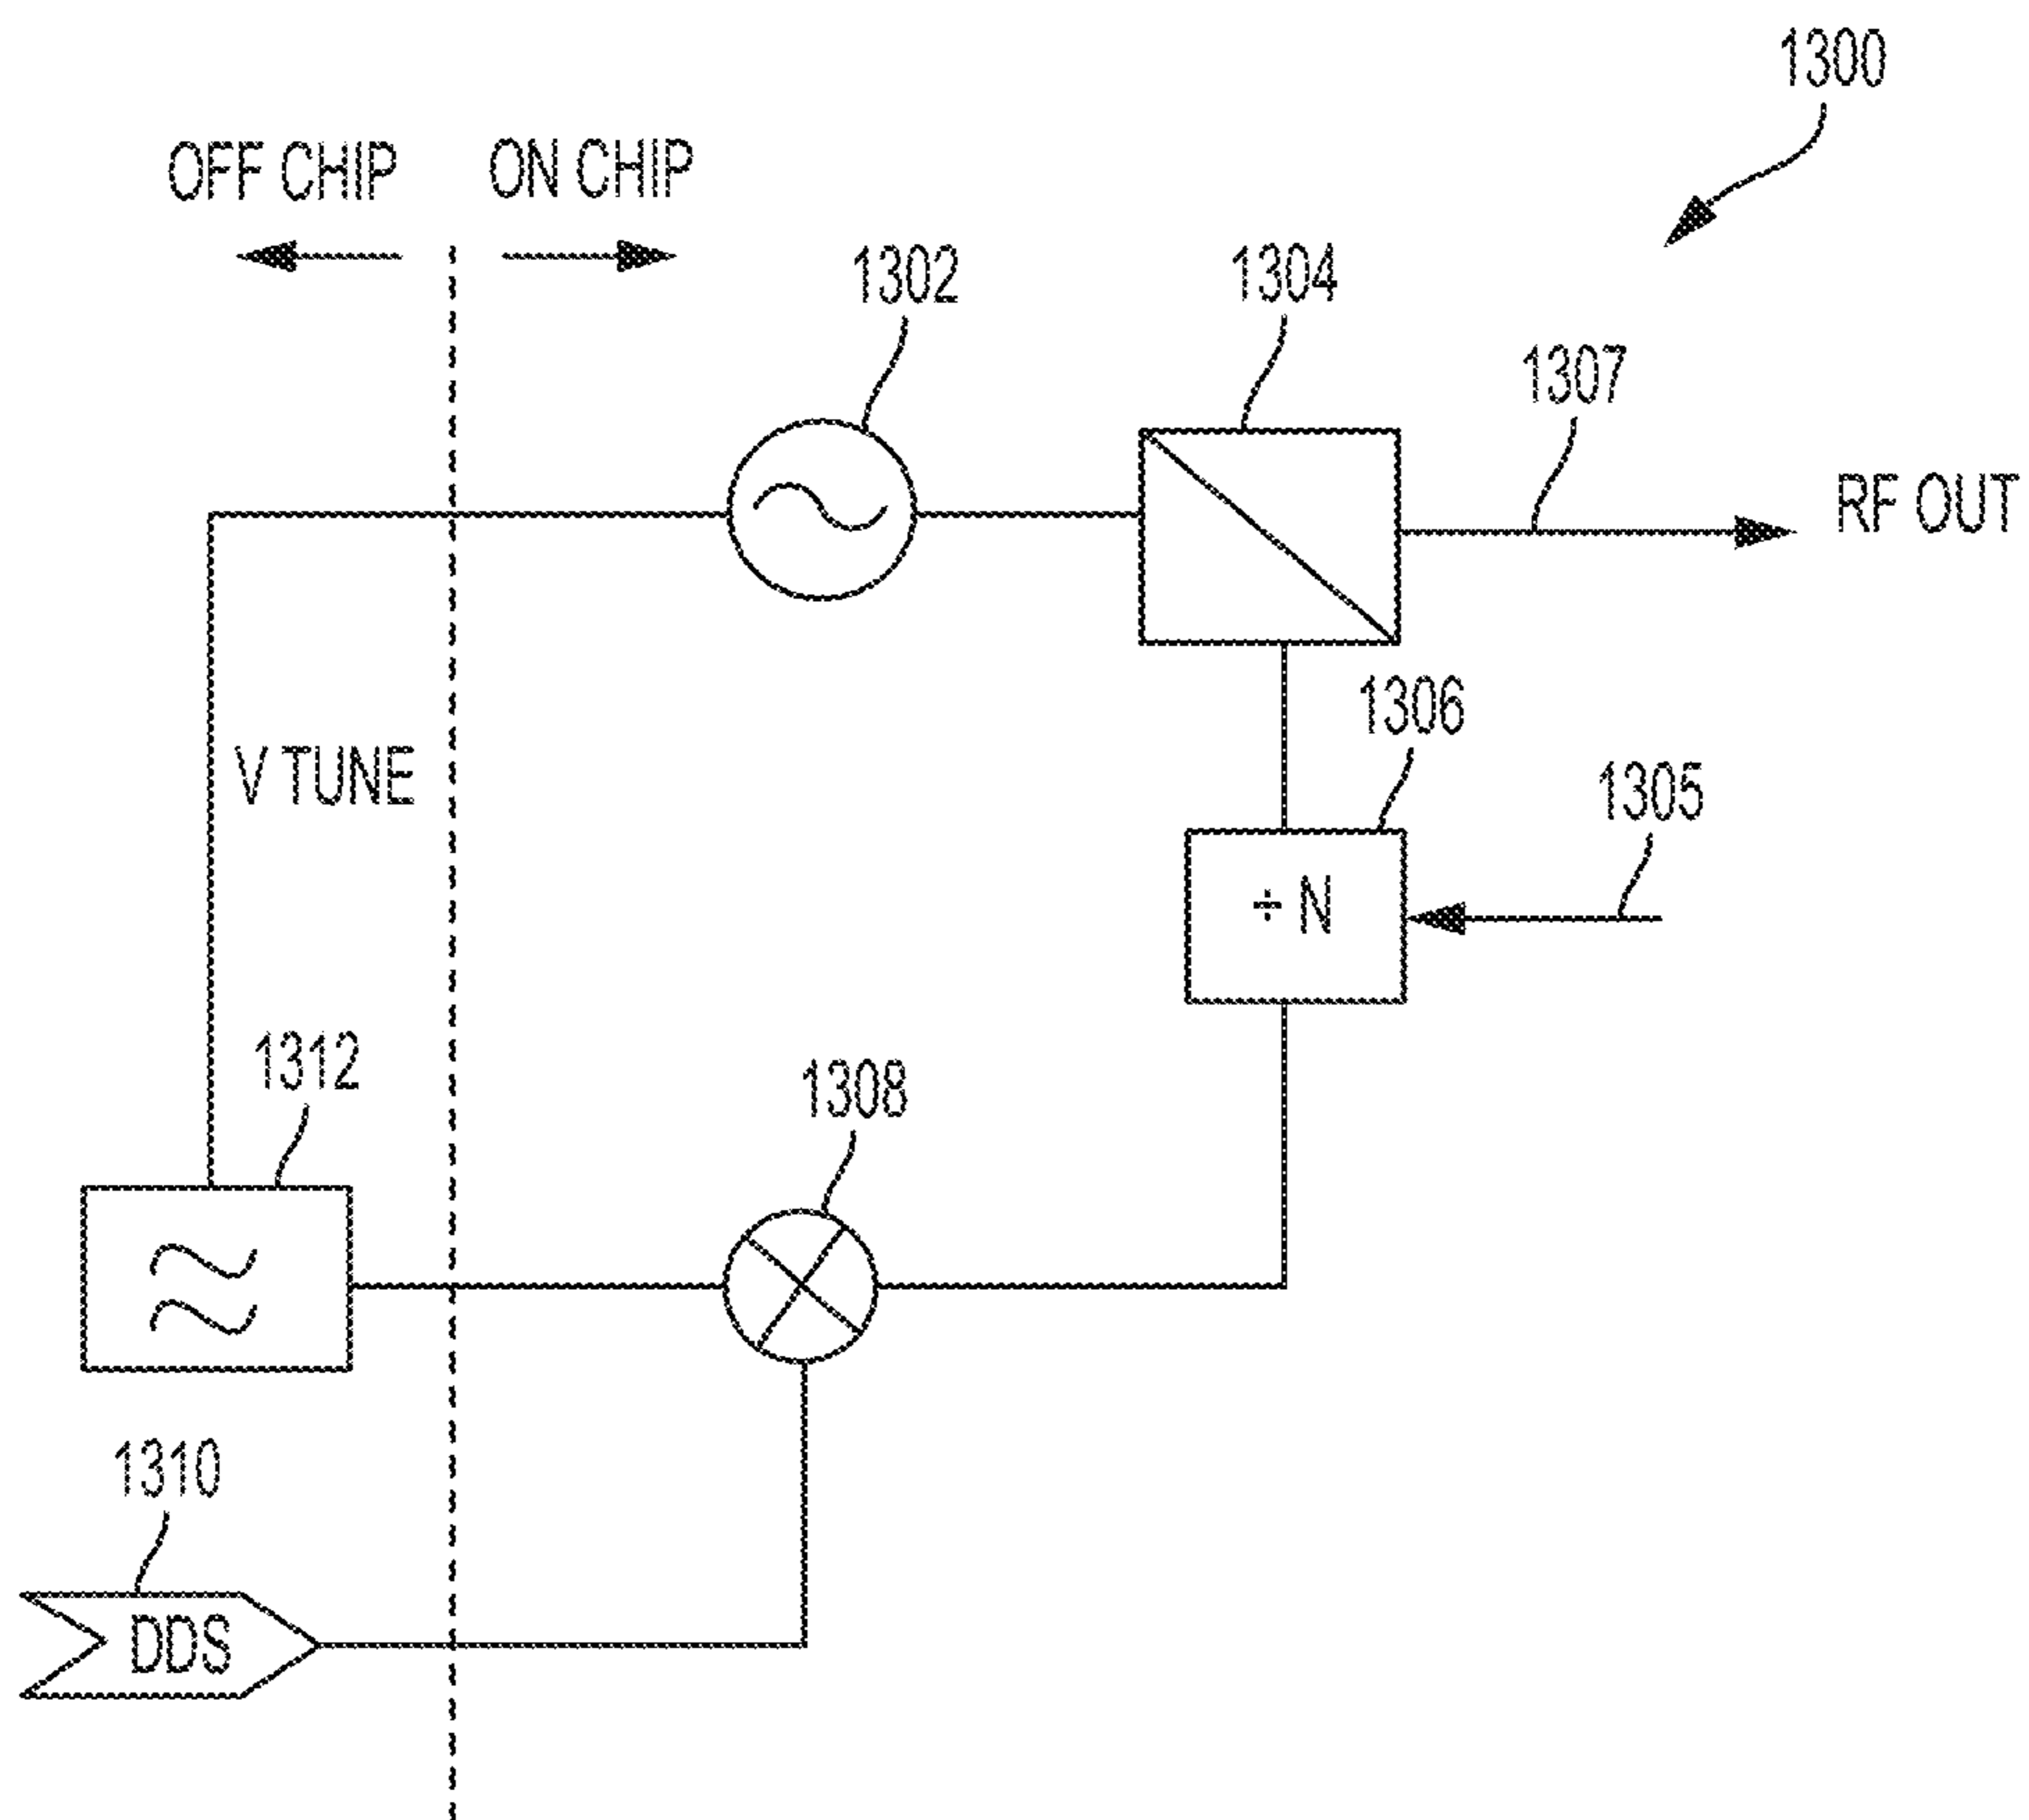 1300
OFF CHIP
ON CHIP
1302
1304
1307
RF OUT
V TUNE
1306
1305
÷ N
1312
1308
1310
DDS